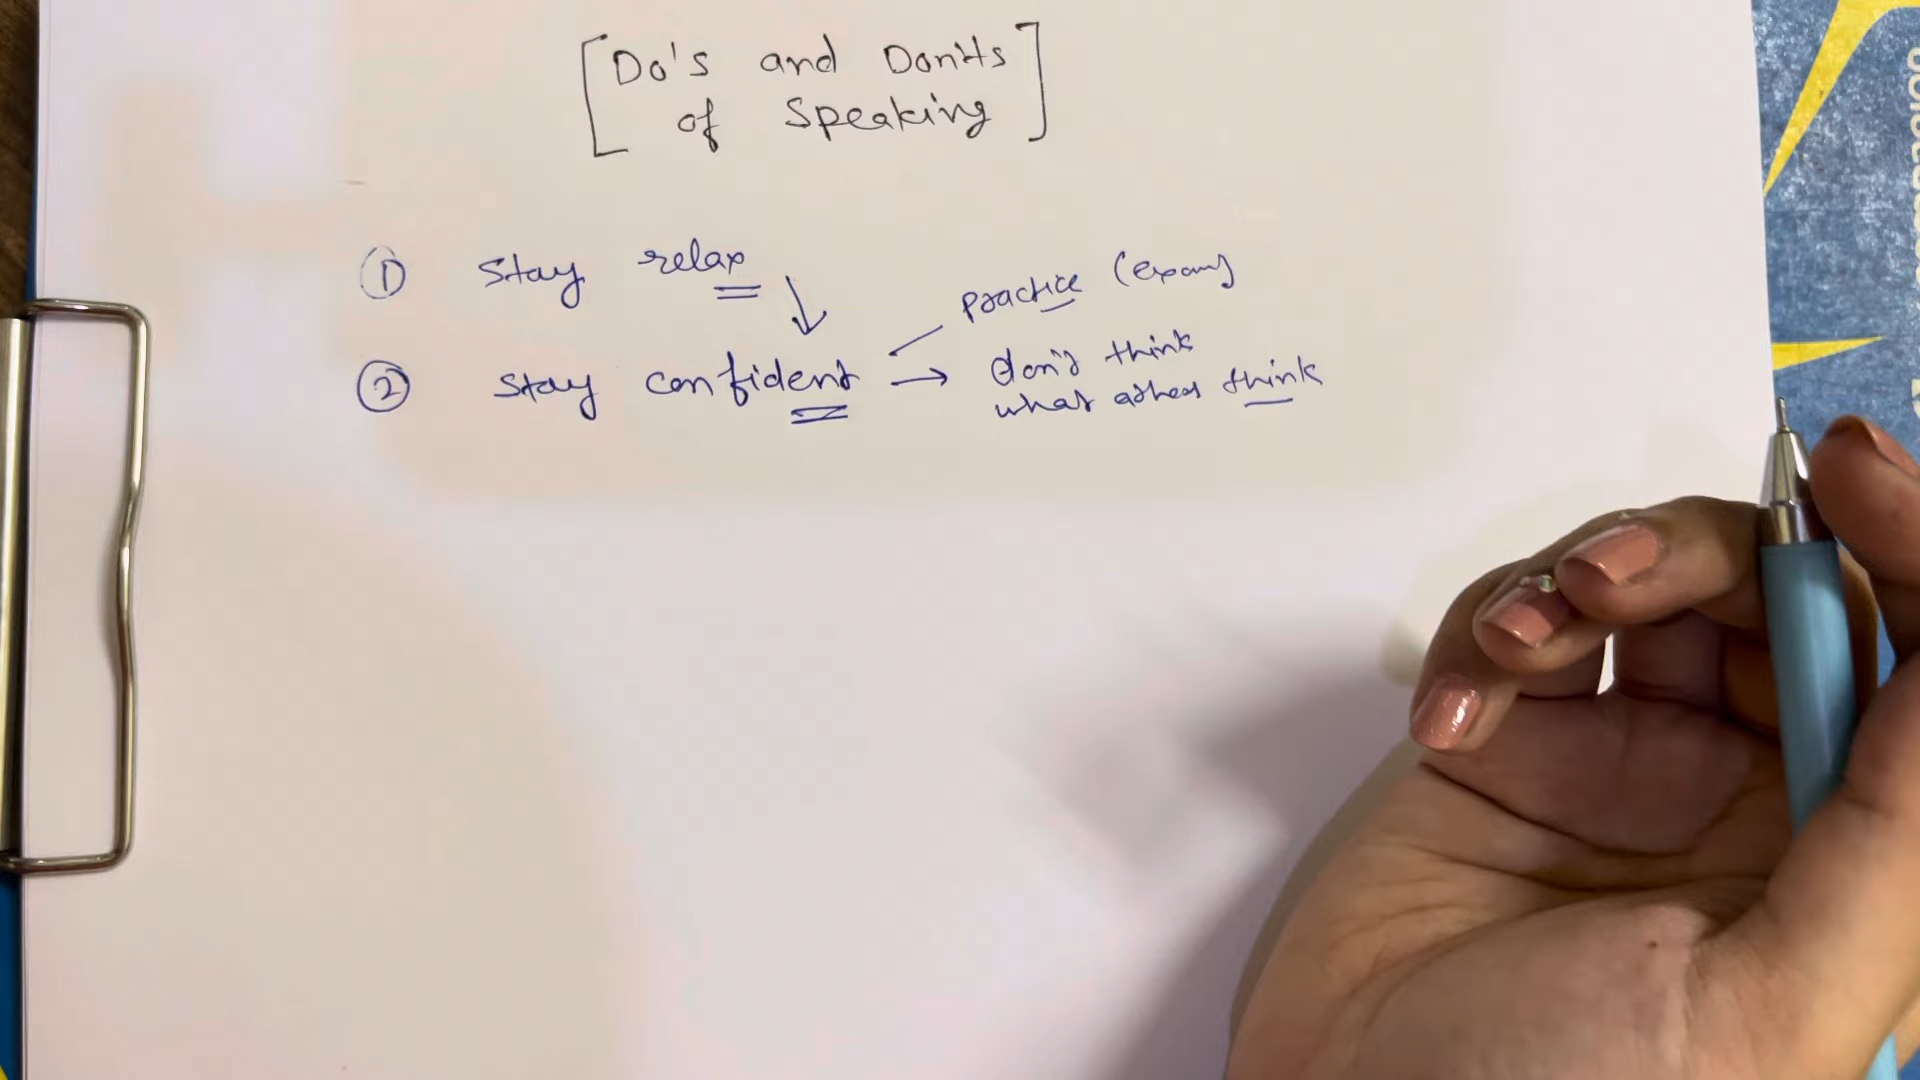 [Do's and Don'ts
of Speaking]
① Stay relax
practice (exam)
② Stay confident → don't think
what others think